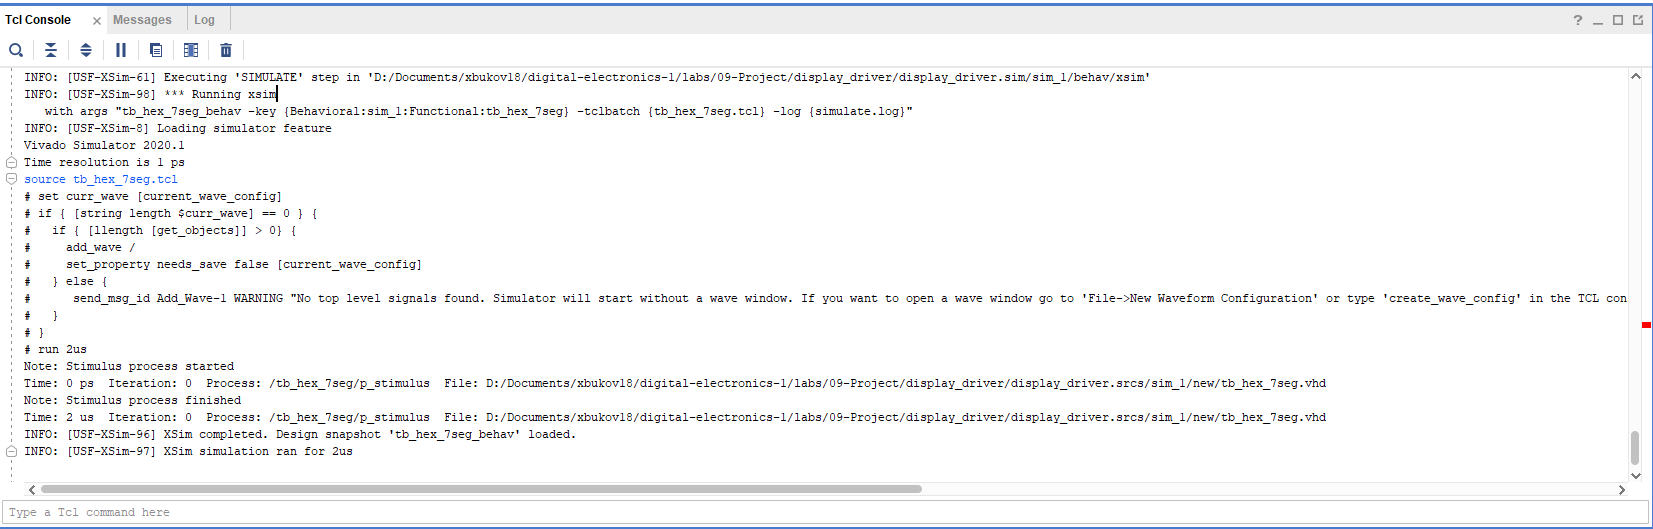 Tcl Console × Messages Log
? _
INFO: [USF-XSim-61] Executing 'SIMULATE' step in 'D:/Documents/xbukov18/digital-electronics-1/labs/09-Project/display_driver/display_driver.sim/sim_1/behav/xsim'
INFO: [USF-XSim-98] *** Running xsim
with args "tb_hex_7seg_behav -key {Behavioral:sim_1:Functional:tb_hex_7seg} -tclbatch {tb_hex_7seg.tcl} -log {simulate.log}"
INFO: [USF-XSim-8] Loading simulator feature
Vivado Simulator 2020.1
Time resolution is 1 ps
source tb_hex_7seg.tcl
# set curr_wave [current_wave_config]
# if { [string length $curr_wave] == 0 } {
#   if { [llength [get_objects]] > 0} {
#     add_wave /
#     set_property needs_save false [current_wave_config]
#   } else {
#      send_msg_id Add_Wave-1 WARNING "No top level signals found. Simulator will start without a wave window. If you want to open a wave window go to 'File->New Waveform Configuration' or type 'create_wave_config' in the TCL con
#   }
# }
# run 2us
Note: Stimulus process started
Time: 0 ps  Iteration: 0  Process: /tb_hex_7seg/p_stimulus  File: D:/Documents/xbukov18/digital-electronics-1/labs/09-Project/display_driver/display_driver.srcs/sim_1/new/tb_hex_7seg.vhd
Note: Stimulus process finished
Time: 2 us  Iteration: 0  Process: /tb_hex_7seg/p_stimulus  File: D:/Documents/xbukov18/digital-electronics-1/labs/09-Project/display_driver/display_driver.srcs/sim_1/new/tb_hex_7seg.vhd
INFO: [USF-XSim-96] XSim completed. Design snapshot 'tb_hex_7seg_behav' loaded.
INFO: [USF-XSim-97] XSim simulation ran for 2us
Type a Tcl command here